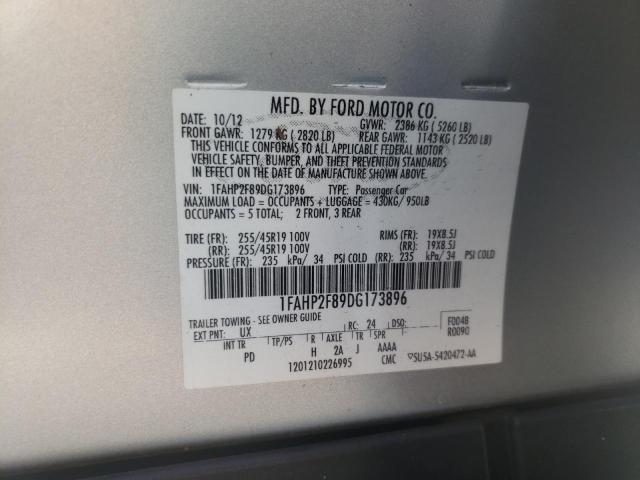 MFD. BY FORD MOTOR CO.
DATE: 10/12 GVWR: 2386 KG ( 5260 LB)
FRONT GAWR: 1279 KG ( 2820 LB) REAR GAWR: 1143 KG ( 2520 LB)
THIS VEHICLE CONFORMS TO ALL APPLICABLE FEDERAL MOTOR
VEHICLE SAFETY, BUMPER, AND THEFT PREVENTION STANDARDS
IN EFFECT ON THE DATE OF MANUFACTURE SHOWN ABOVE.
VIN: 1FAHP2F89DG173896 TYPE: Passenger Car
MAXIMUM LOAD = OCCUPANTS + LUGGAGE = 430KG/ 950LB
OCCUPANTS = 5 TOTAL; 2 FRONT, 3 REAR
TIRE (FR): 255/45R19 100V RIMS (FR): 19X8.5J
(RR): 255/45R19 100V (RR): 19X8.5J
PRESSURE (FR): 235 kPa/ 34 PSI COLD (RR): 235 kPa/ 34 PSI COLD
1FAHP2F89DG173896
TRAILER TOWING - SEE OWNER GUIDE
EXT PNT: UX RC: 24 DSO: F0048
INT TR TP/PS R AXLE TR SPR R0090
PD H 2A J AAAA
1201210226995 CMC 5U5A-5420472-AA